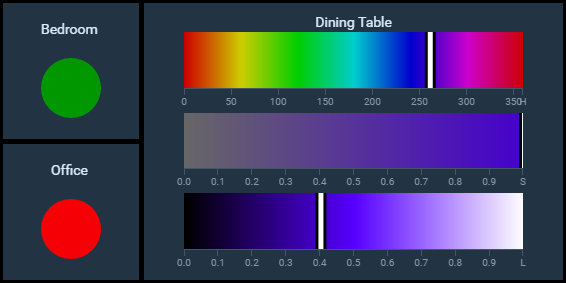 Bedroom
Office
Dining Table
0 50 100 150 200 250 300 350 H
0.0 0.1 0.2 0.3 0.4 0.5 0.6 0.7 0.8 0.9 S
0.0 0.1 0.2 0.3 0.4 0.5 0.6 0.7 0.8 0.9 L